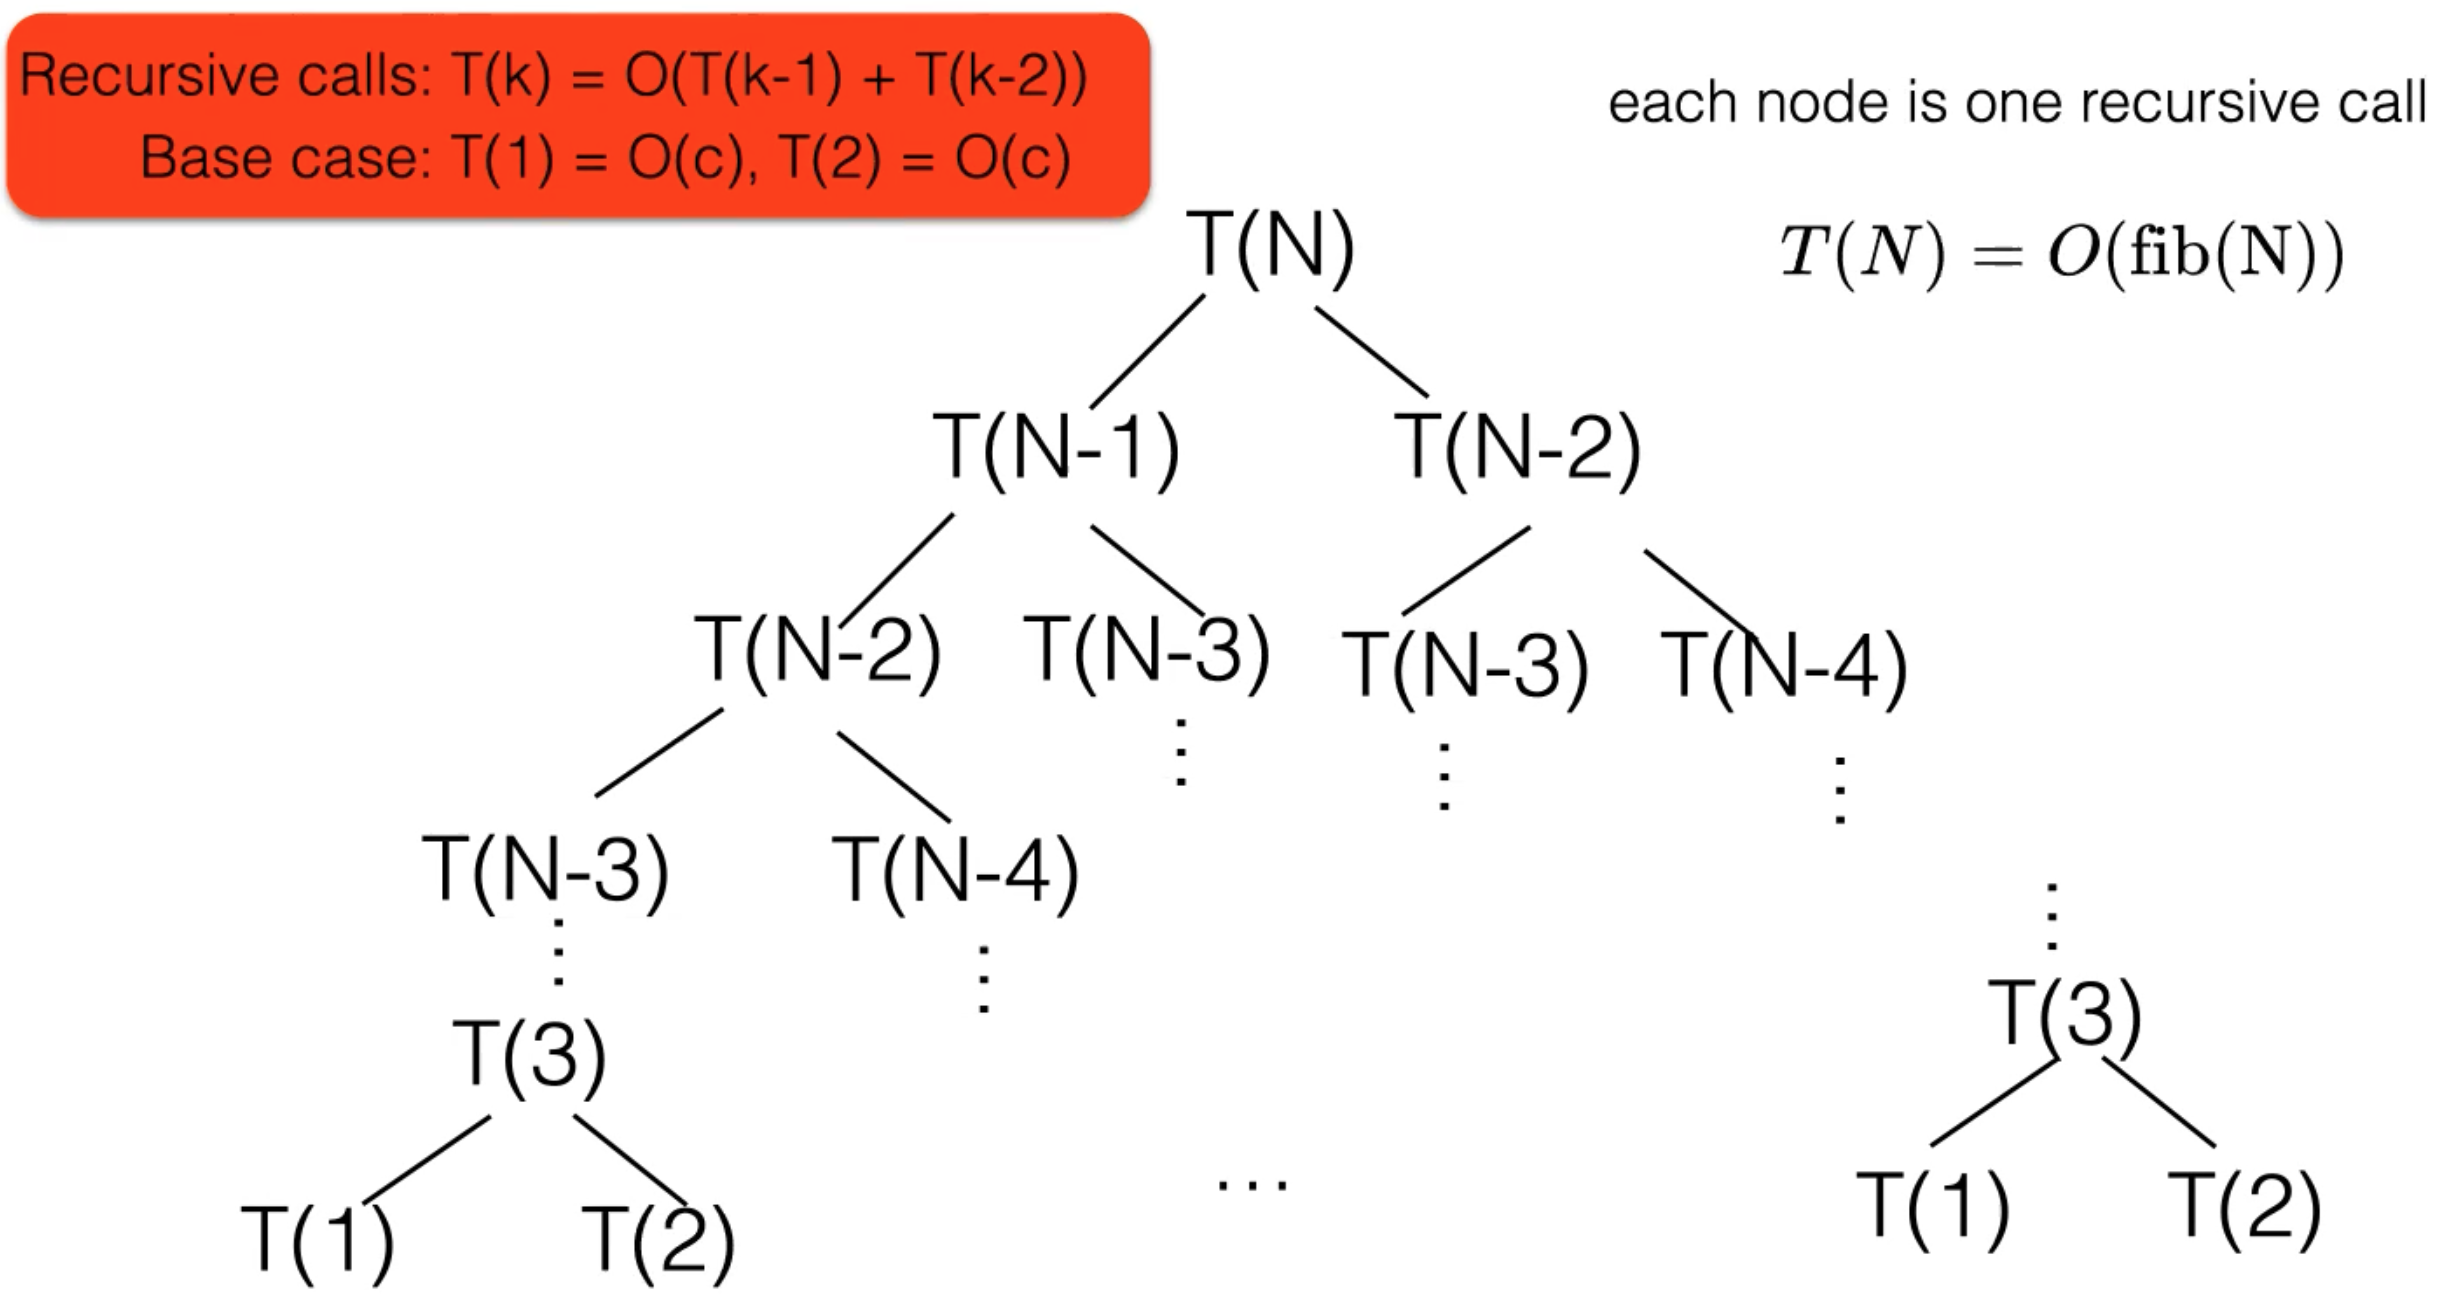 Recursive calls: T(k) = O(T(k-1) + T(k-2))
Base case: T(1) = O(c), T(2) = O(c)
each node is one recursive call
T(N) = O(fib(N))
T(N)
T(N-1) T(N-2)
T(N-2) T(N-3) T(N-3) T(N-4)
⋮ ⋮ ⋮
T(N-3) T(N-4)
⋮ ⋮ ⋮
T(3) T(3)
T(1) T(2) ... T(1) T(2)